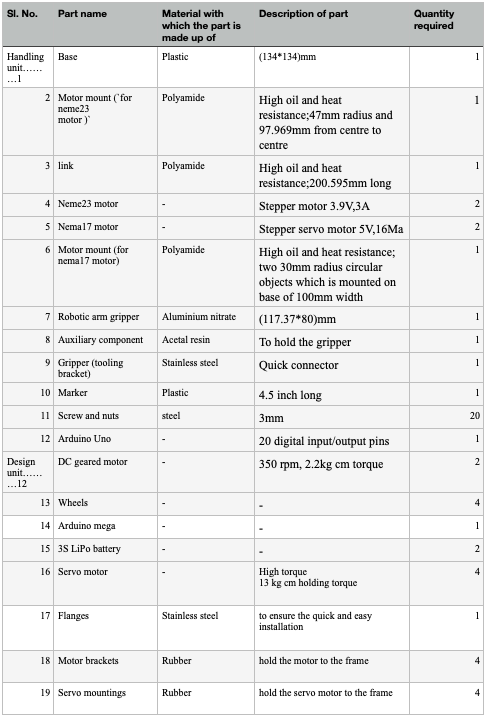 Sl. No. Part name Material with which the part is made up of Description of part Quantity required
Handling unit…… …1 Base Plastic (134*134)mm 1
2 Motor mount (`for neme23 motor )` Polyamide High oil and heat resistance;47mm radius and 97.969mm from centre to centre 1
3 link Polyamide High oil and heat resistance;200.595mm long 1
4 Neme23 motor - Stepper motor 3.9V,3A 2
5 Nema17 motor - Stepper servo motor 5V,16Ma 2
6 Motor mount (for nema17 motor) Polyamide High oil and heat resistance; two 30mm radius circular objects which is mounted on base of 100mm width 1
7 Robotic arm gripper Aluminium nitrate (117.37*80)mm 1
8 Auxiliary component Acetal resin To hold the gripper 1
9 Gripper (tooling bracket) Stainless steel Quick connector 1
10 Marker Plastic 4.5 inch long 1
11 Screw and nuts steel 3mm 20
12 Arduino Uno - 20 digital input/output pins 1
Design unit…… …12 DC geared motor - 350 rpm, 2.2kg cm torque 2
13 Wheels - - 4
14 Arduino mega - - 1
15 3S LiPo battery - - 2
16 Servo motor - High torque 13 kg cm holding torque 4
17 Flanges Stainless steel to ensure the quick and easy installation 1
18 Motor brackets Rubber hold the motor to the frame 4
19 Servo mountings Rubber hold the servo motor to the frame 4